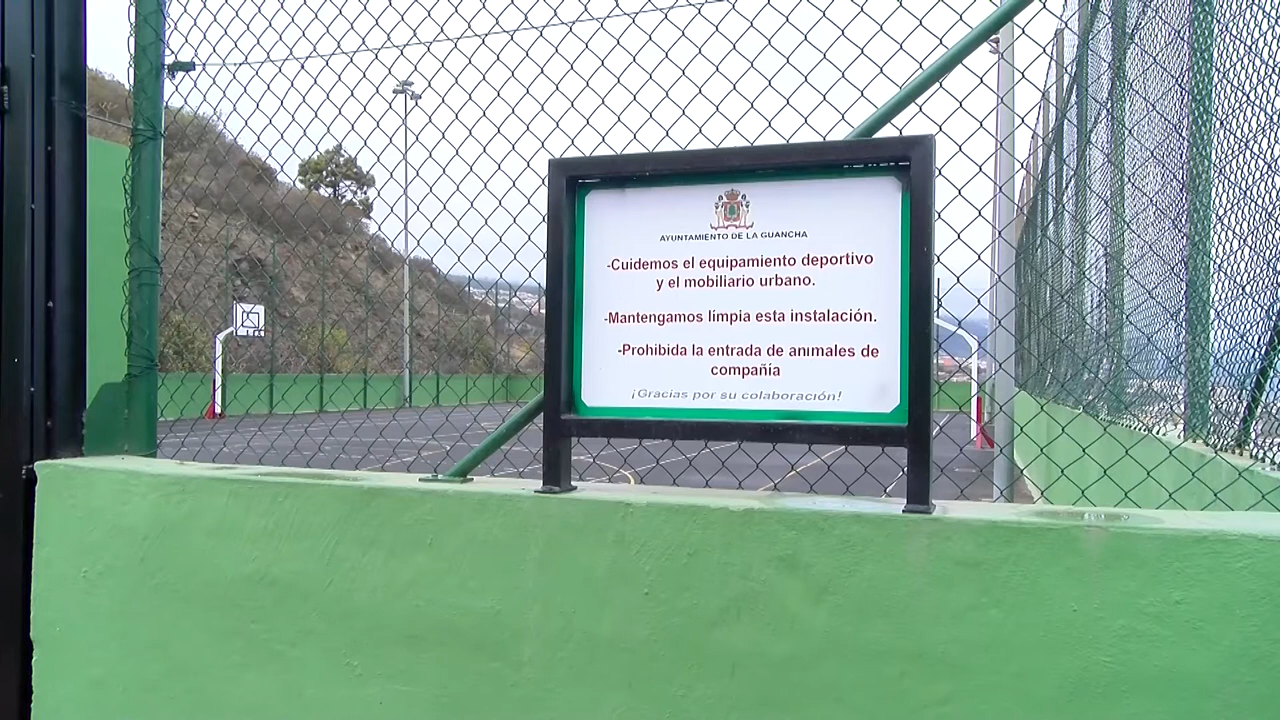 AYUNTAMIENTO DE LA GUANCHA
-Cuidemos el equipamiento deportivo
y el mobiliario urbano.
-Mantengamos límpia esta instalación.
-Prohibida la entrada de animales de
compañía
¡Gracias por su colaboración!